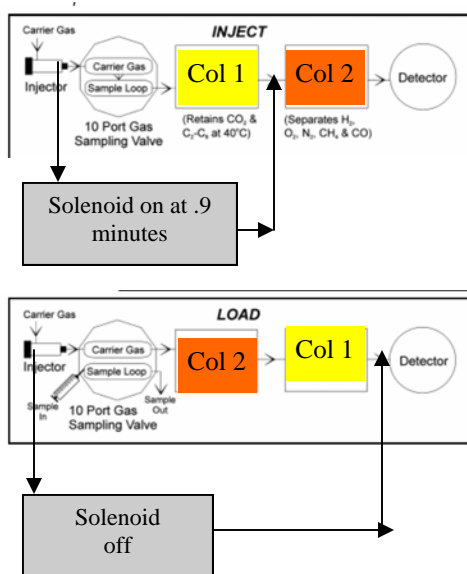 INJECT
Carrier Gas
Injector
Carrier Gas
Sample Loop
10 Port Gas
Sampling Valve
Col 1
(Retains CO₂ &
C₂-C₆ at 40°C)
Col 2
(Separates H₂,
O₂, N₂, CH₄ & CO)
Detector
Solenoid on at .9
minutes
LOAD
Carrier Gas
Injector
Carrier Gas
Sample Loop
Sample
In
Sample
Out
10 Port Gas
Sampling Valve
Col 2
Col 1
Detector
Solenoid
off